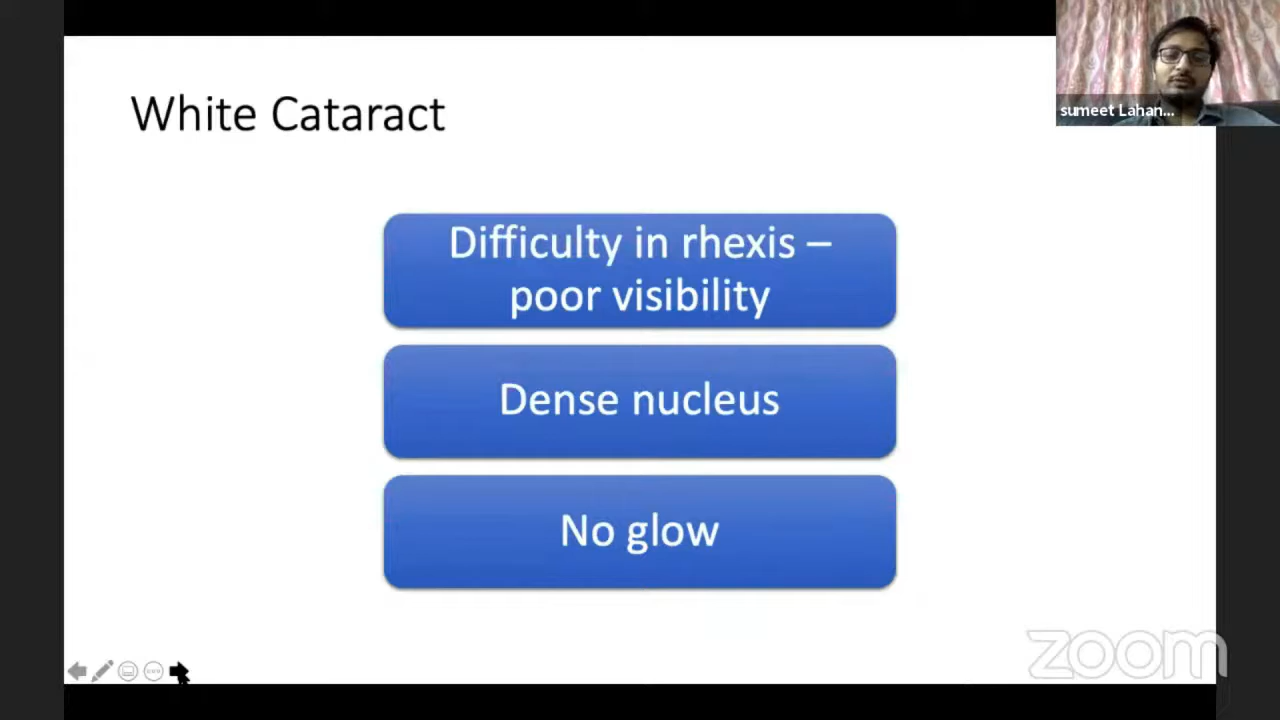 White Cataract
sumeet Lahan...
Difficulty in rhexis –
poor visibility
Dense nucleus
No glow
zoom